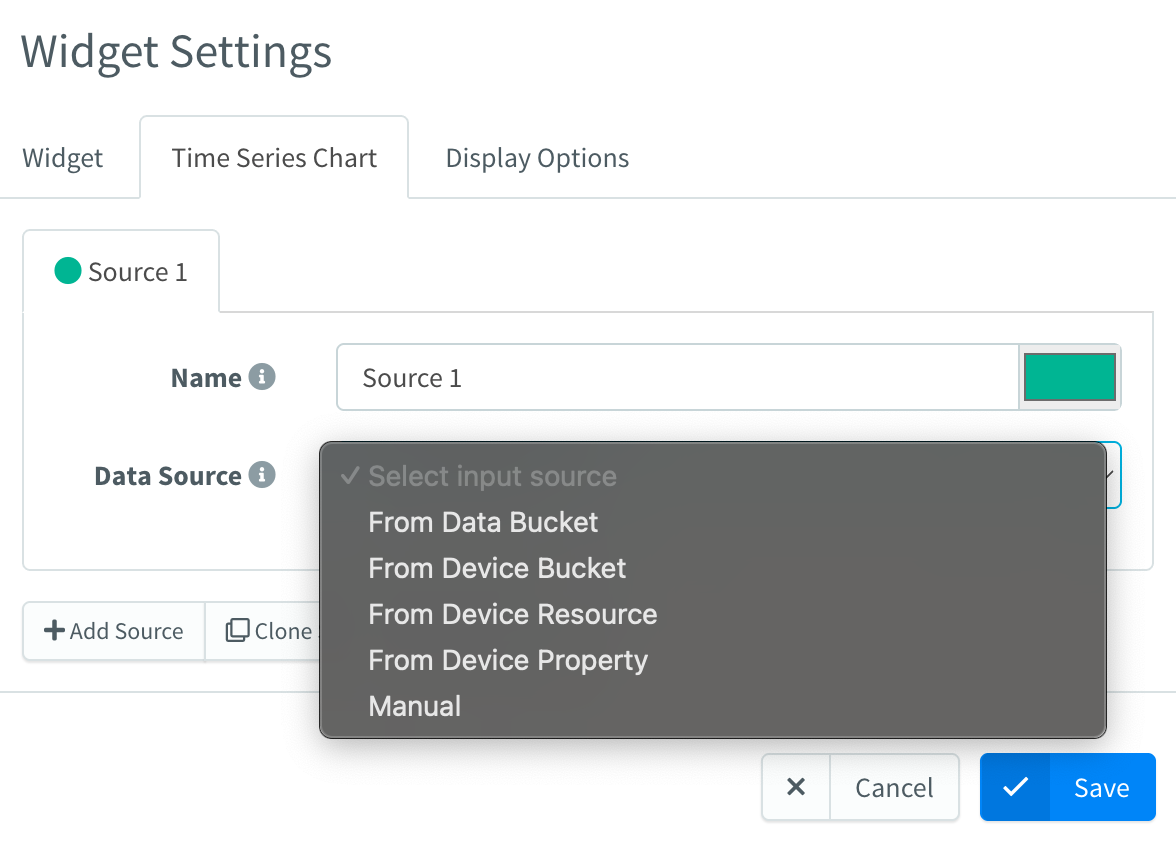 Widget Settings
Widget Time Series Chart Display Options
Source 1
Name Source 1
Data Source
Select input source
From Data Bucket
From Device Bucket
From Device Resource
From Device Property
Manual
Add Source Clone
Cancel Save